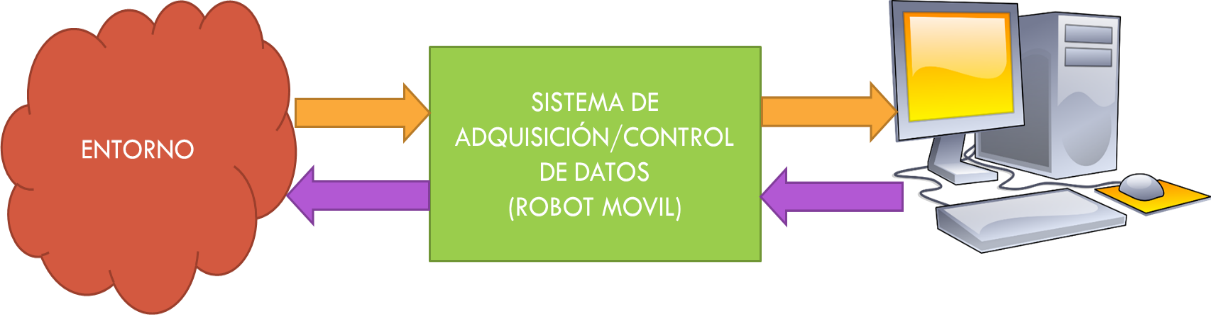 ENTORNO
SISTEMA DE
ADQUISICIÓN/CONTROL
DE DATOS
(ROBOT MOVIL)